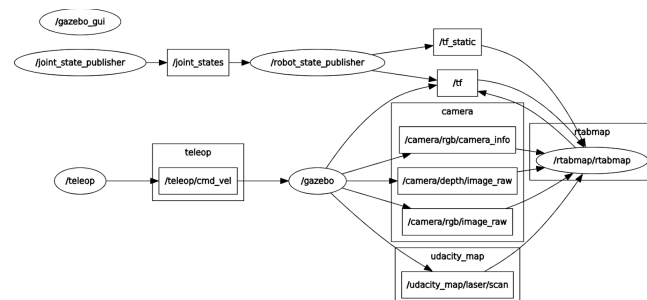 /gazebo_gui
/tf_static
/joint_state_publisher
/joint_states
/robot_state_publisher
/tf
camera
rtabmap
/camera/rgb/camera_info
teleop
/rtabmap/rtabmap
/teleop
/teleop/cmd_vel
/gazebo
/camera/depth/image_raw
/camera/rgb/image_raw
udacity_map
/udacity_map/laser/scan